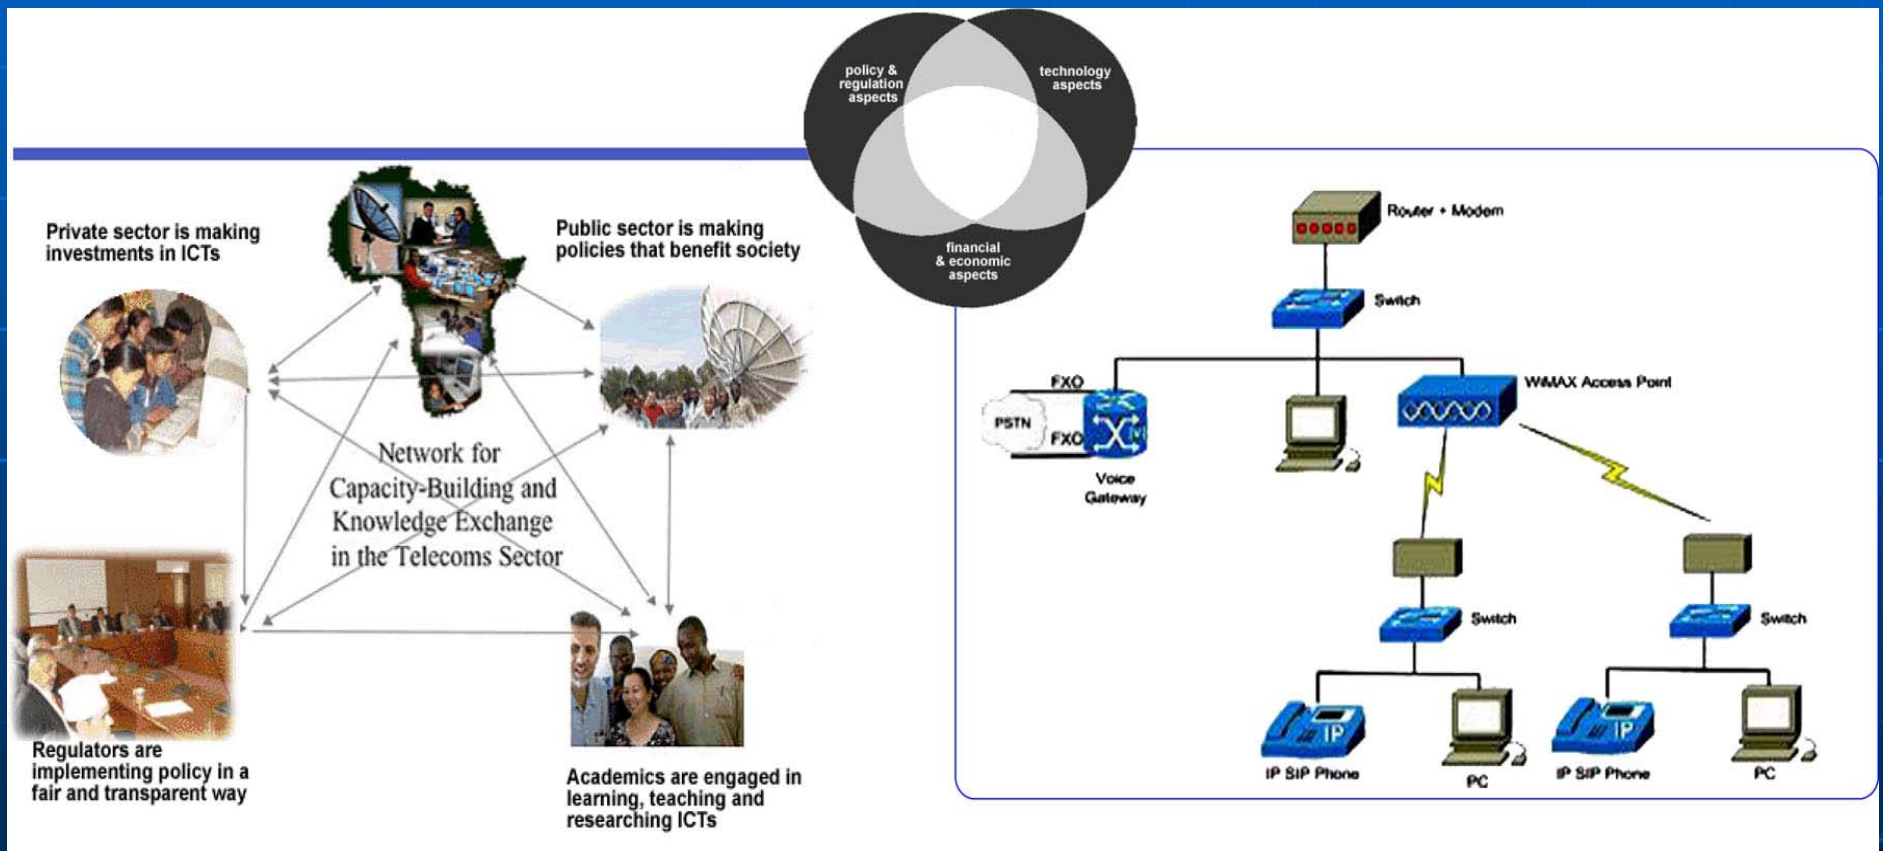 policy &
regulation
aspects
technology
aspects
financial
& economic
aspects
Private sector is making
investments in ICTs
Public sector is making
policies that benefit society
Network for
Capacity-Building and
Knowledge Exchange
in the Telecoms Sector
Regulators are
implementing policy in a
fair and transparent way
Academics are engaged in
learning, teaching and
researching ICTs
Router + Modem
Switch
WiMAX Access Point
FXO
PSTN
FXO
Voice
Gateway
Switch
Switch
IP
IP
IP SIP Phone
PC
IP SIP Phone
PC